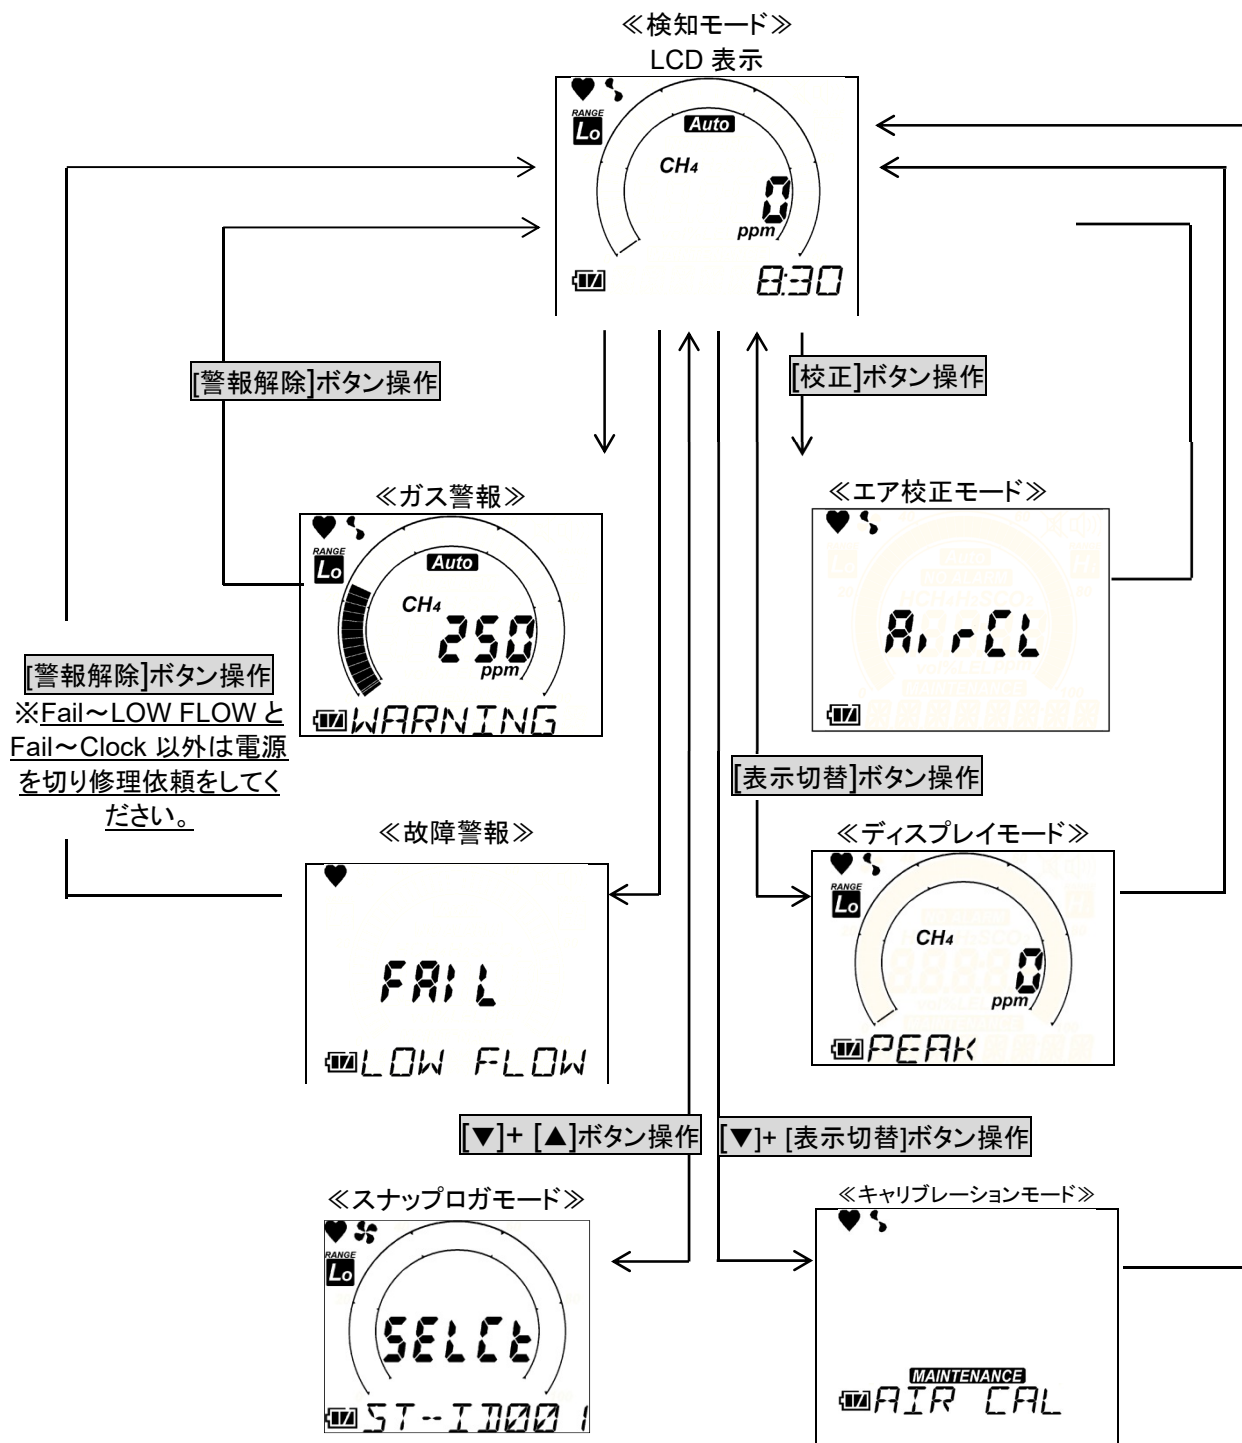 ≪検知モード≫
LCD 表示
RANGE
Lo
Auto
CH4
0
ppm
8:30
[警報解除]ボタン操作
[校正]ボタン操作
≪ガス警報≫
RANGE
Lo
Auto
CH4
250
ppm
WARNING
≪エア校正モード≫
AirCL
[警報解除]ボタン操作
※Fail～LOW FLOW と
Fail～Clock 以外は電源
を切り修理依頼をしてく
ださい。
[表示切替]ボタン操作
≪故障警報≫
FAIL
LOW FLOW
≪ディスプレイモード≫
RANGE
Lo
CH4
0
ppm
PEAK
[▼]+ [▲]ボタン操作
[▼]+ [表示切替]ボタン操作
≪スナップロガモード≫
RANGE
Lo
SELCt
ST--ID001
≪キャリブレーションモード≫
MAINTENANCE
AIR CAL